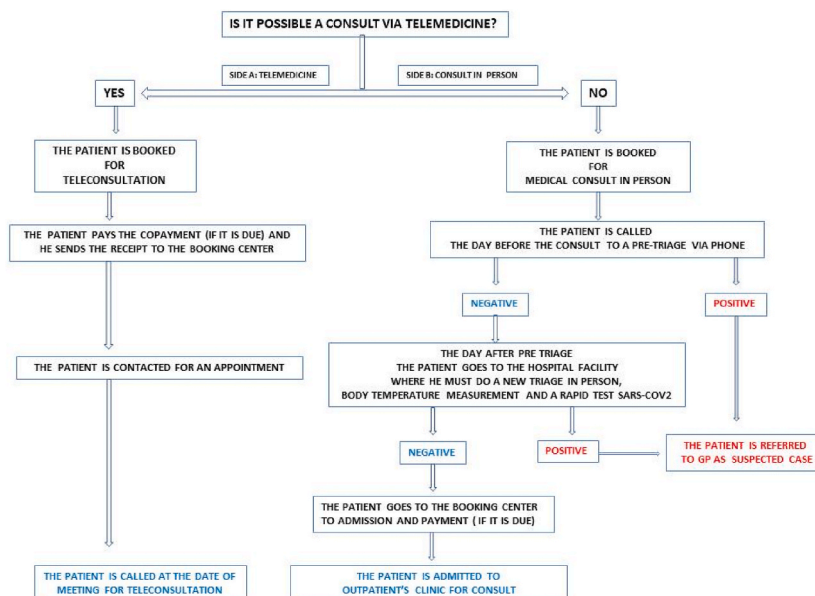 IS IT POSSIBLE A CONSULT VIA TELEMEDICINE?
SIDE A: TELEMEDICINE
SIDE B: CONSULT IN PERSON
YES
NO
THE PATIENT IS BOOKED
FOR
TELECONSULTATION
THE PATIENT IS BOOKED
FOR
MEDICAL CONSULT IN PERSON
THE PATIENT PAYS THE COPAYMENT (IF IT IS DUE) AND
HE SENDS THE RECEIPT TO THE BOOKING CENTER
THE PATIENT IS CALLED
THE DAY BEFORE THE CONSULT TO A PRE-TRIAGE VIA PHONE
NEGATIVE
POSITIVE
THE PATIENT IS CONTACTED FOR AN APPOINTMENT
THE DAY AFTER PRE TRIAGE
THE PATIENT GOES TO THE HOSPITAL FACILITY
WHERE HE MUST DO A NEW TRIAGE IN PERSON,
BODY TEMPERATURE MEASUREMENT AND A RAPID TEST SARS-COV2
NEGATIVE
POSITIVE
THE PATIENT IS REFERRED
TO GP AS SUSPECTED CASE
THE PATIENT GOES TO THE BOOKING CENTER
TO ADMISSION AND PAYMENT ( IF IT IS DUE)
THE PATIENT IS CALLED AT THE DATE OF
MEETING FOR TELECONSULTATION
THE PATIENT IS ADMITTED TO
OUTPATIENT'S CLINIC FOR CONSULT